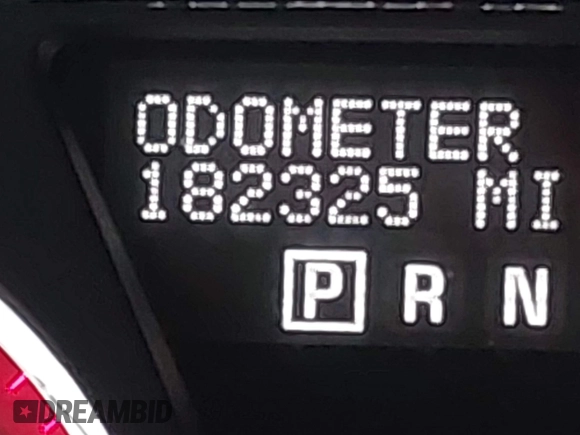 ODOMETER
182325 MI
P R N
DREAMBID